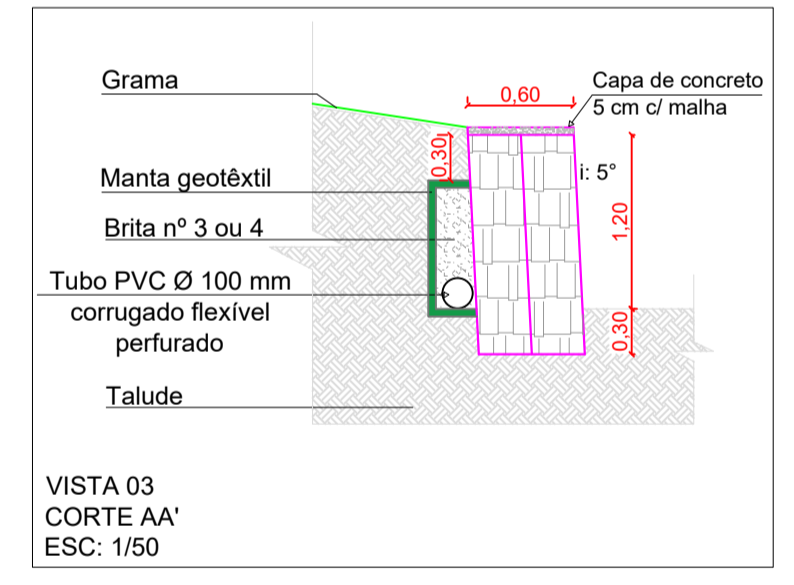 Grama
0,60
Capa de concreto
5 cm c/ malha
0,30
Manta geotêxtil
i: 5°
Brita nº 3 ou 4
1,20
Tubo PVC Ø 100 mm
corrugado flexível
perfurado
0,30
Talude
VISTA 03
CORTE AA'
ESC: 1/50